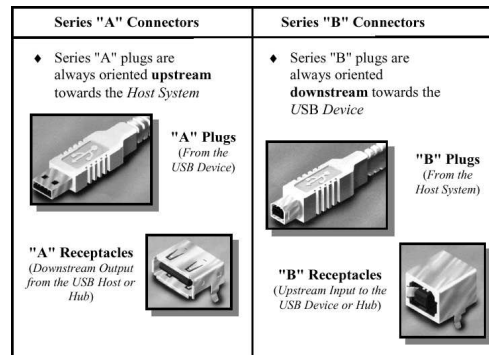 Series "A" Connectors
♦ Series "A" plugs are
always oriented upstream
towards the Host System
"A" Plugs
(From the
USB Device)
"A" Receptacles
(Downstream Output
from the USB Host or
Hub)
Series "B" Connectors
♦ Series "B" plugs are
always oriented
downstream towards the
USB Device
"B" Plugs
(From the
Host System)
"B" Receptacles
(Upstream Input to the
USB Device or Hub)